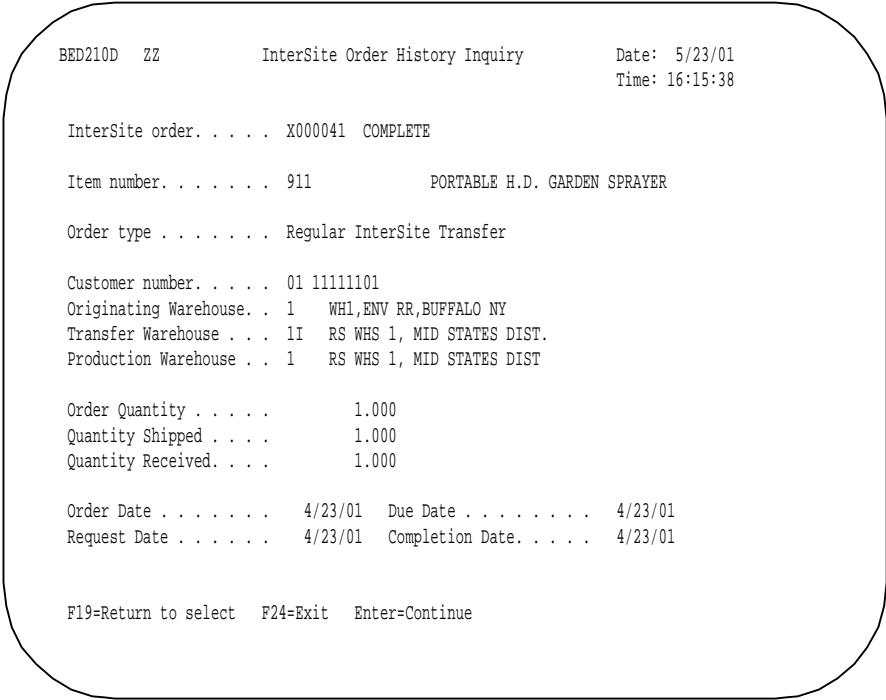 BED210D ZZ InterSite Order History Inquiry Date: 5/23/01
Time: 16:15:38
InterSite order. . . . . X000041 COMPLETE
Item number. . . . . . . 911 PORTABLE H.D. GARDEN SPRAYER
Order type . . . . . . . Regular InterSite Transfer
Customer number. . . . . 01 11111101
Originating Warehouse. . 1 WH1,ENV RR,BUFFALO NY
Transfer Warehouse . . . 1I RS WHS 1, MID STATES DIST.
Production Warehouse . . 1 RS WHS 1, MID STATES DIST
Order Quantity . . . . . 1.000
Quantity Shipped . . . . 1.000
Quantity Received. . . . 1.000
Order Date . . . . . . . 4/23/01 Due Date . . . . . . . . 4/23/01
Request Date . . . . . . 4/23/01 Completion Date. . . . . 4/23/01
F19=Return to select F24=Exit Enter=Continue